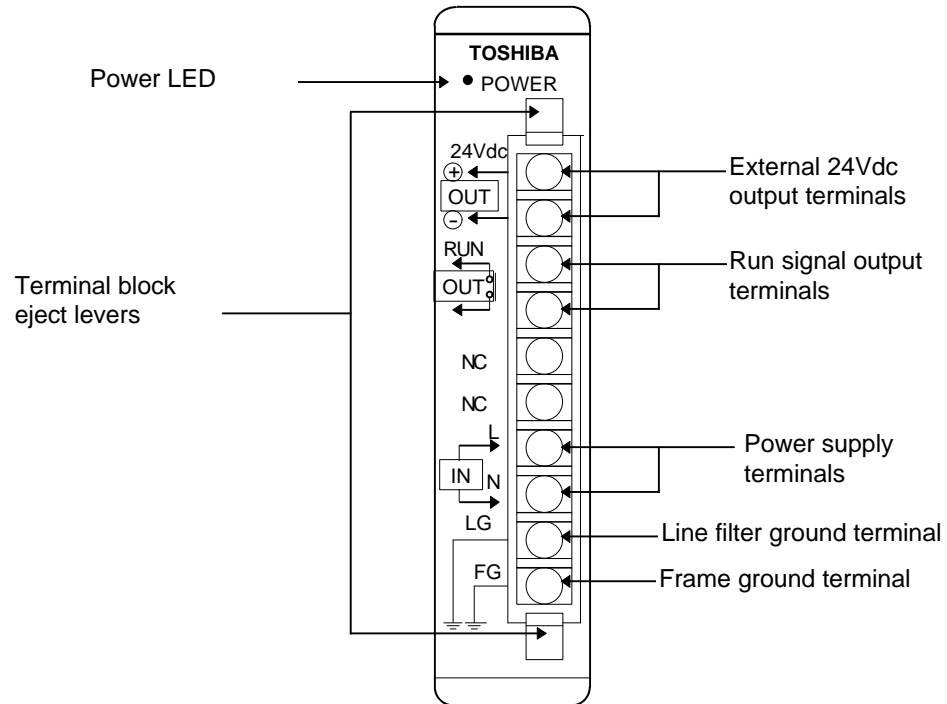 TOSHIBA
Power LED
POWER
24Vdc
+
OUT
-
External 24Vdc
output terminals
RUN
OUT
Run signal output
terminals
Terminal block
eject levers
NC
NC
L
IN
N
Power supply
terminals
LG
Line filter ground terminal
FG
Frame ground terminal